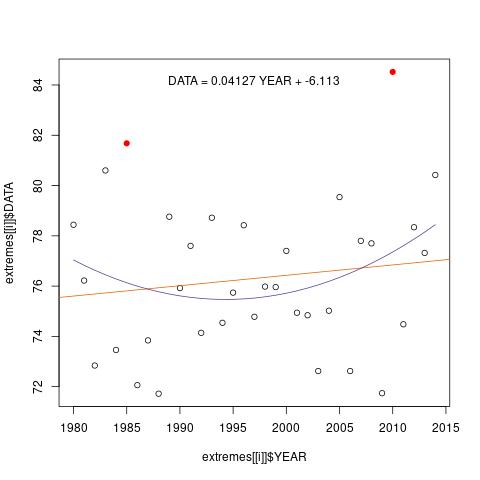 DATA = 0.04127 YEAR + -6.113
extremes[[i]]$DATA
84
82
80
78
76
74
72
1980 1985 1990 1995 2000 2005 2010 2015
extremes[[i]]$YEAR